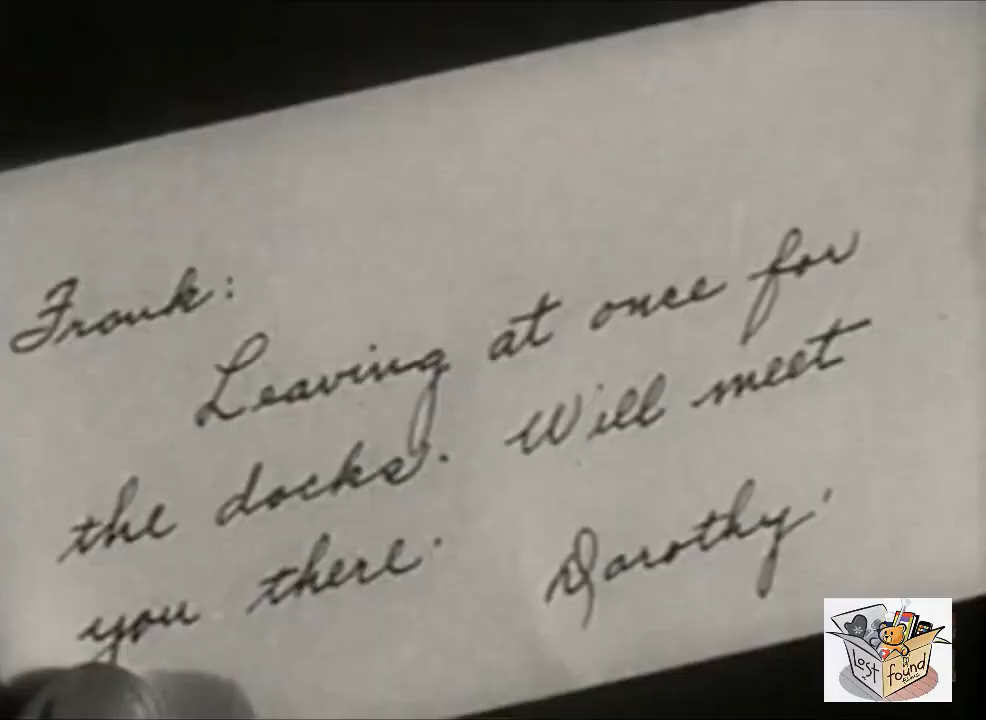 Frank:
Leaving at once for
the docks. Will meet
you there.
Dorothy.
Lost
found